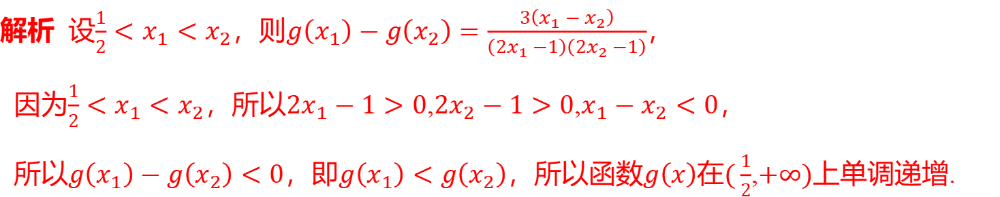 解析 设$\frac{1}{2}<x_1<x_2$，则$g(x_1)-g(x_2)=\frac{3(x_1-x_2)}{(2x_1-1)(2x_2-1)}$,
因为$\frac{1}{2}<x_1<x_2$，所以$2x_1-1>0,2x_2-1>0,x_1-x_2<0$，
所以$g(x_1)-g(x_2)<0$，即$g(x_1)<g(x_2)$，所以函数$g(x)$在$(\frac{1}{2},+\infty)$上单调递增.